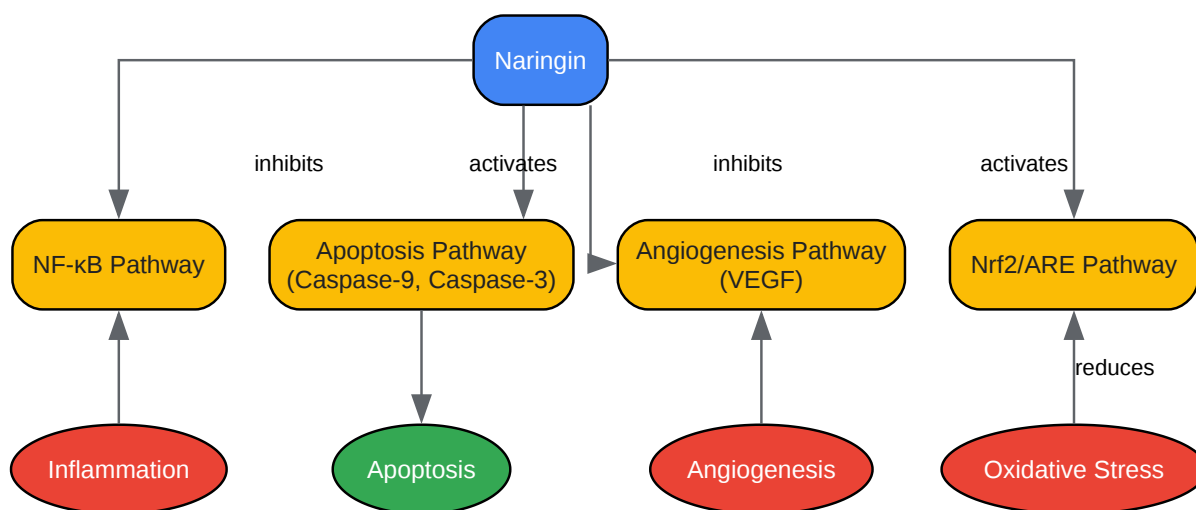 Naringin
inhibits
activates
inhibits
activates
NF-κB Pathway
Apoptosis Pathway
(Caspase-9, Caspase-3)
Angiogenesis Pathway
(VEGF)
Nrf2/ARE Pathway
reduces
Inflammation
Apoptosis
Angiogenesis
Oxidative Stress